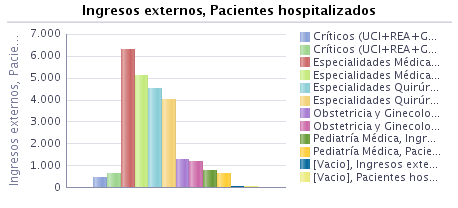 Ingresos externos, Pacientes hospitalizados
Ingresos externos, Pacie...
7.000
6.000
5.000
4.000
3.000
2.000
1.000
0
Críticos (UCI+REA+G...
Críticos (UCI+REA+G...
Especialidades Médica...
Especialidades Médica...
Especialidades Quirúr...
Especialidades Quirúr...
Obstetricia y Ginecolo...
Obstetricia y Ginecolo...
Pediatría Médica, Ingr...
Pediatría Médica, Pacie...
[Vacio], Ingresos exte...
[Vacio], Pacientes hos...